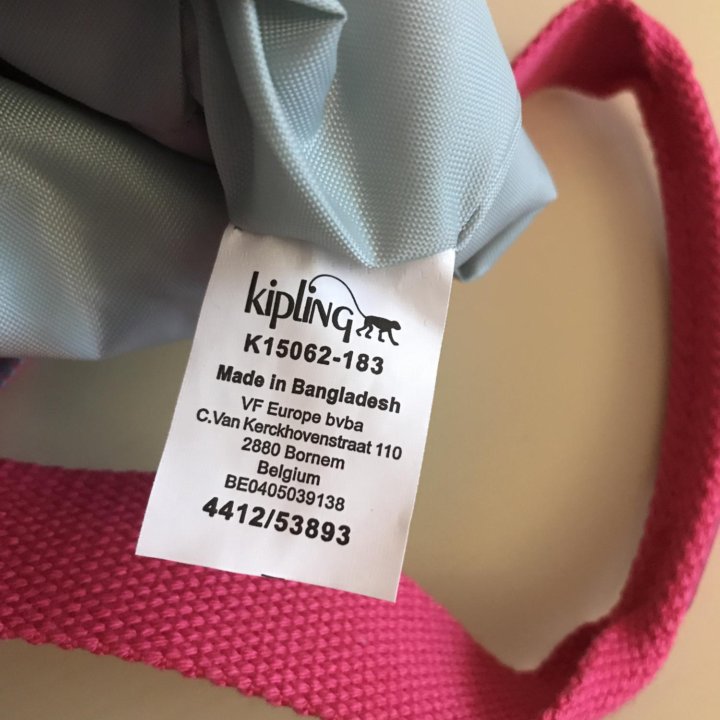 kipling
K15062-183
Made in Bangladesh
VF Europe bvba
C.Van Kerckhovenstraat 110
2880 Bornem
Belgium
BE0405039138
4412/53893